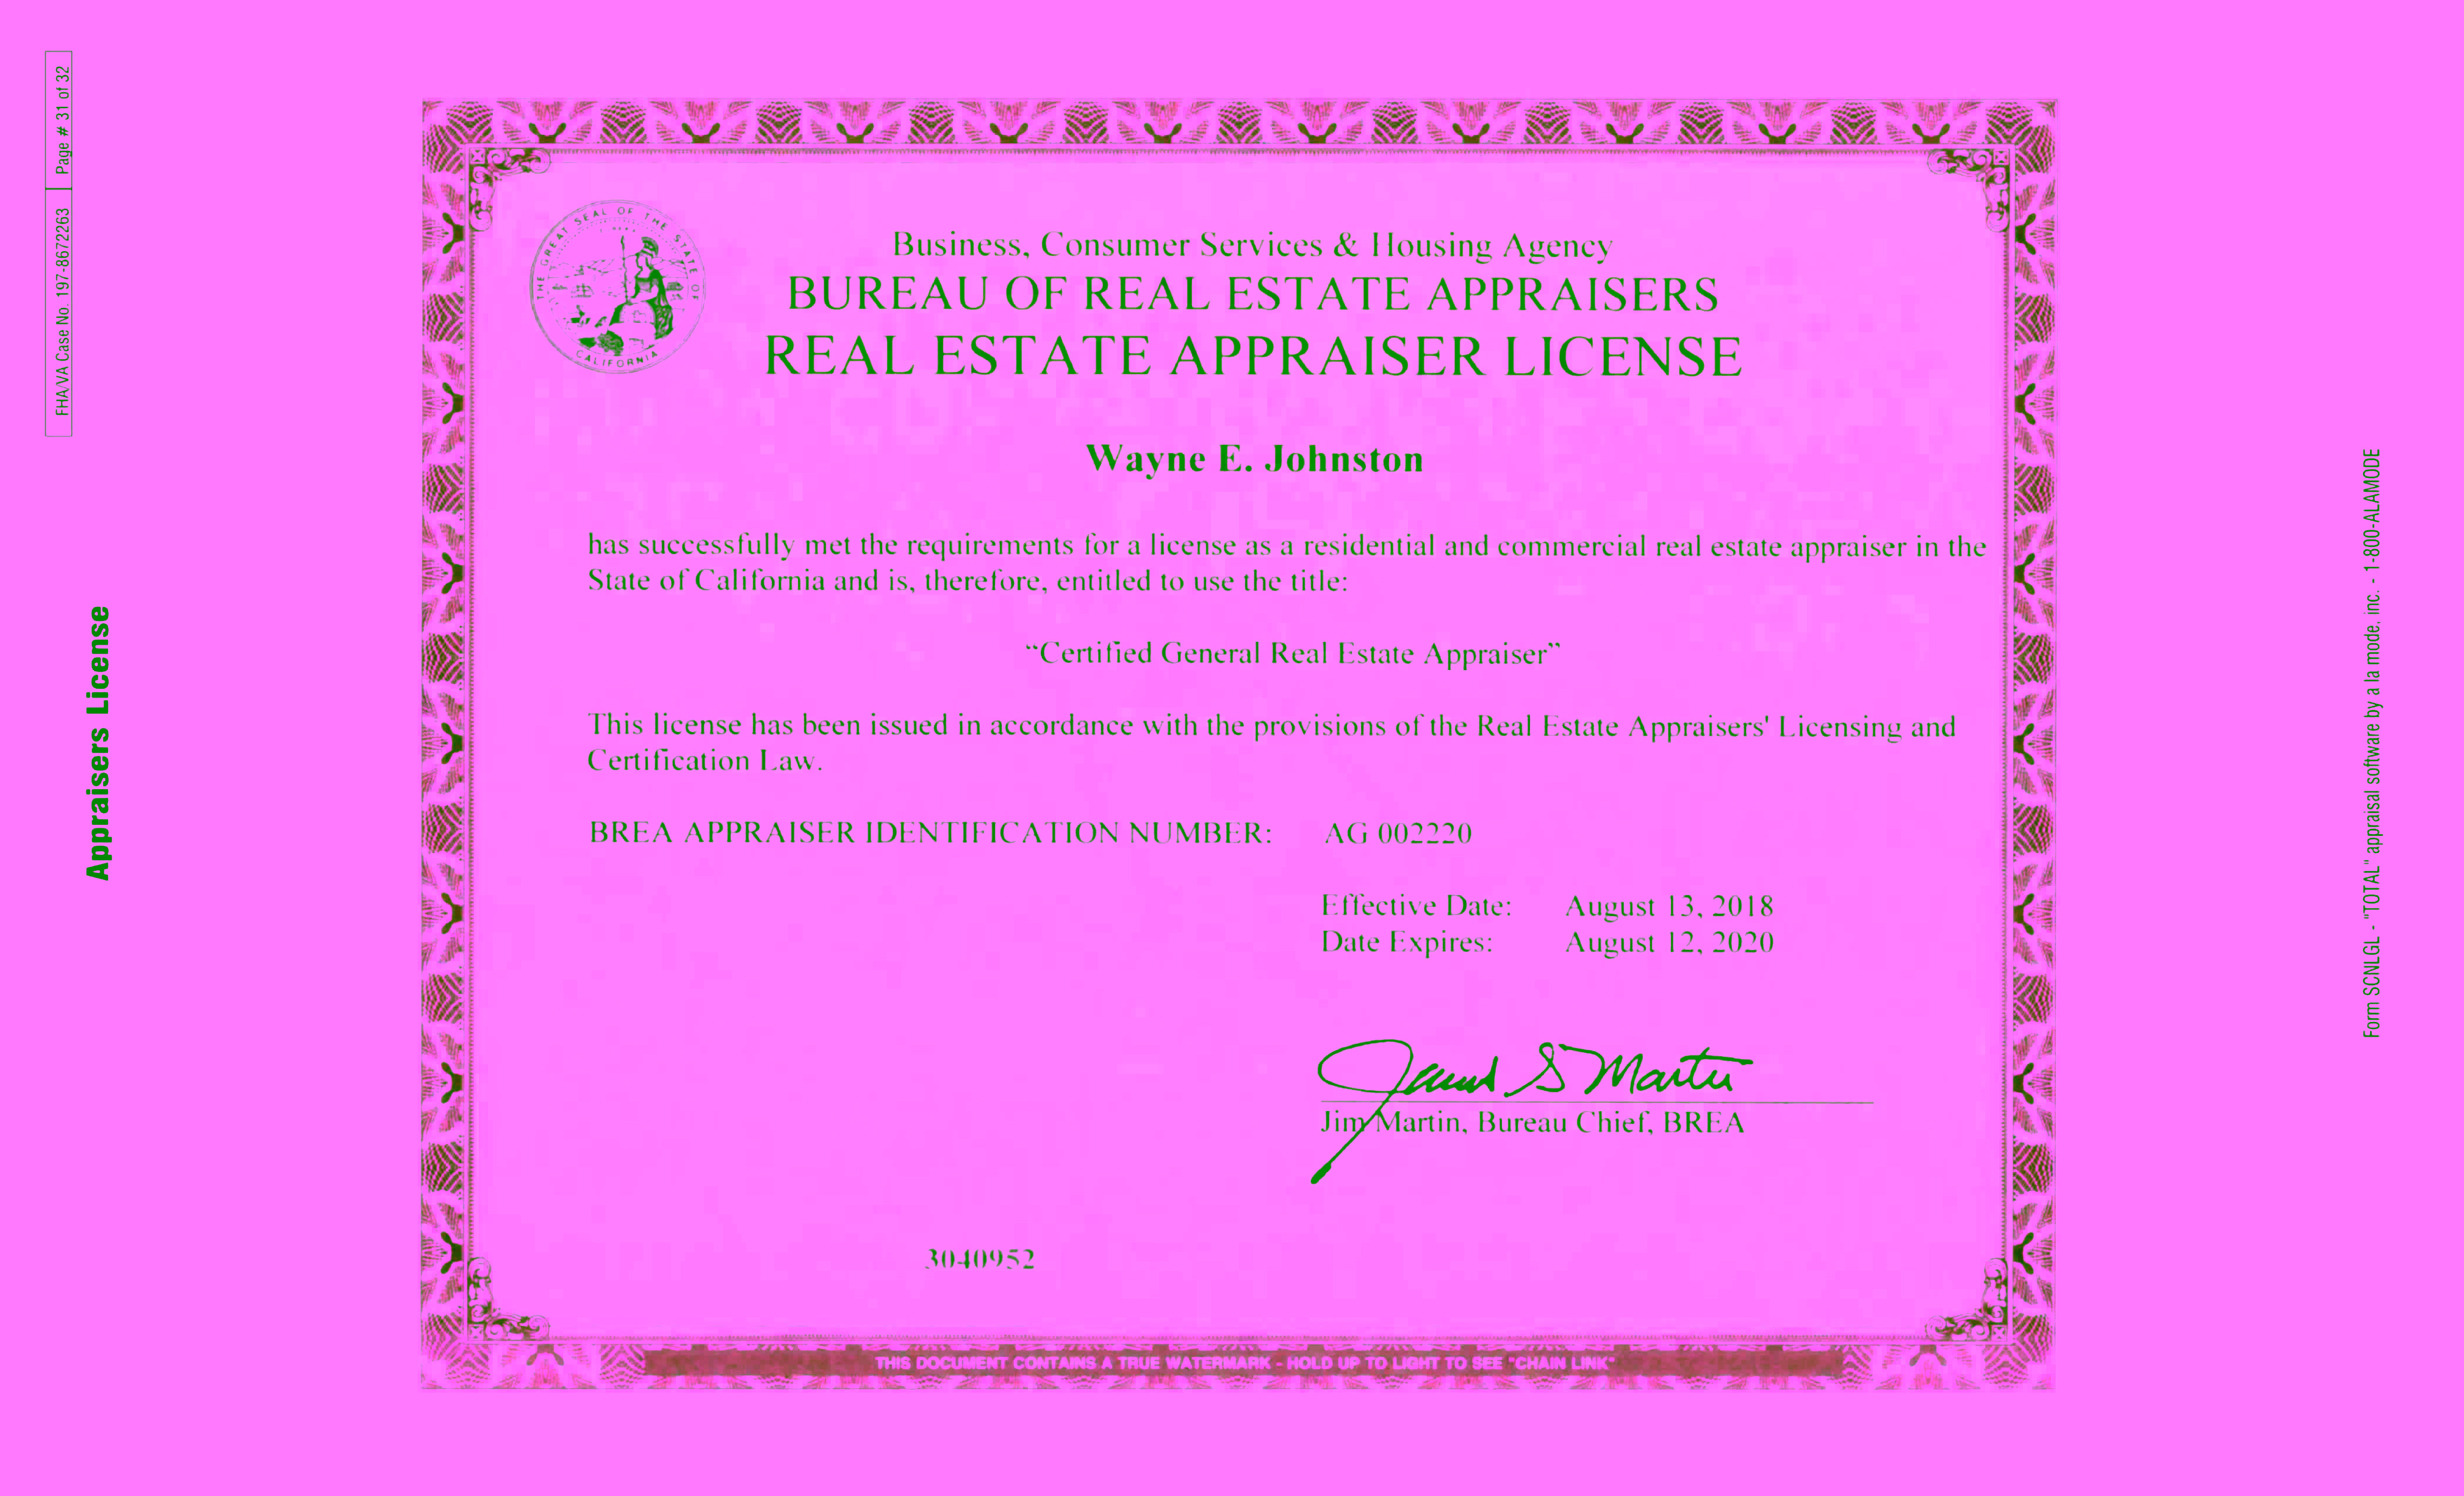 FHA/VA Case No. 197-8672263 Page # 31 of 32
Appraisers License
THE GREAT SEAL OF THE STATE OF CALIFORNIA
Business, Consumer Services & Housing Agency
BUREAU OF REAL ESTATE APPRAISERS
REAL ESTATE APPRAISER LICENSE
Wayne E. Johnston
has successfully met the requirements for a license as a residential and commercial real estate appraiser in the
State of California and is, therefore, entitled to use the title:
“Certified General Real Estate Appraiser”
This license has been issued in accordance with the provisions of the Real Estate Appraisers' Licensing and
Certification Law.
BREA APPRAISER IDENTIFICATION NUMBER: AG 002220
Effective Date: August 13, 2018
Date Expires: August 12, 2020
James S Martin
Jim Martin, Bureau Chief, BREA
3040952
THIS DOCUMENT CONTAINS A TRUE WATERMARK - HOLD UP TO LIGHT TO SEE "CHAIN LINK"
Form SCNLGL - "TOTAL" appraisal software by a la mode, inc. - 1-800-ALAMODE